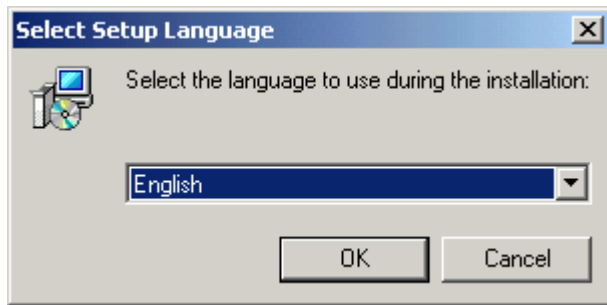 Select Setup Language
Select the language to use during the installation:
English
OK
Cancel